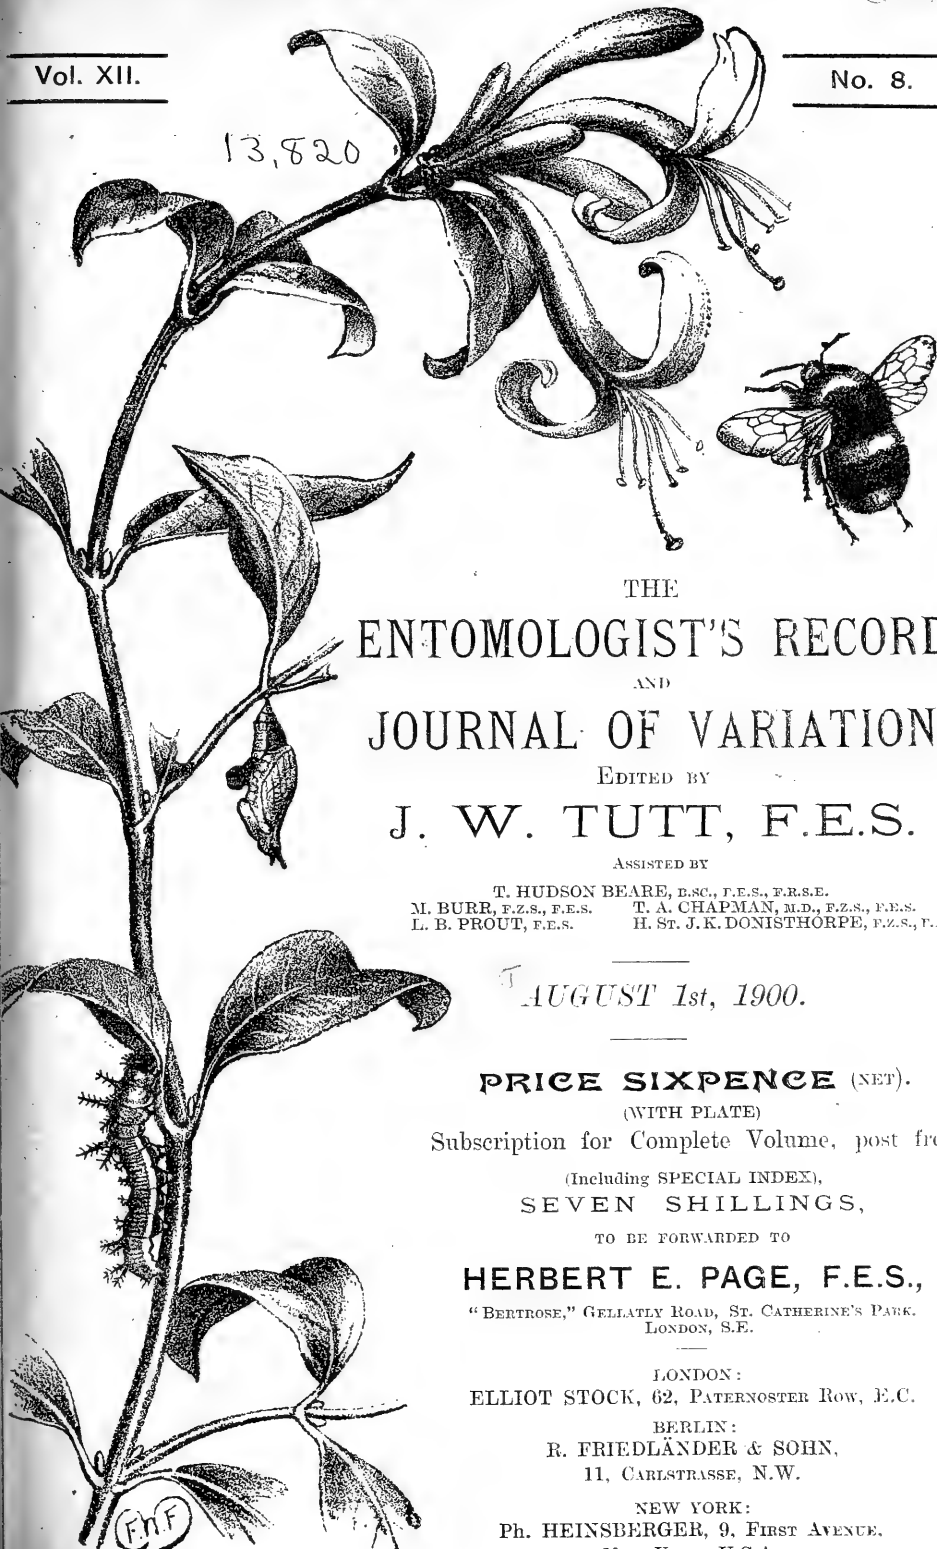 Vol. XII.
No. 8.
13,820
THE
ENTOMOLOGIST'S RECORD
AND
JOURNAL OF VARIATION
EDITED BY
J. W. TUTT, F.E.S.
ASSISTED BY
T. HUDSON BEARE, B.SC., F.E.S., F.R.S.E.
M. BURR, F.Z.S., F.E.S. T. A. CHAPMAN, M.D., F.Z.S., F.E.S.
L. B. PROUT, F.E.S. H. ST. J. K. DONISTHORPE, F.Z.S., F.
AUGUST 1st, 1900.
PRICE SIXPENCE (NET).
(WITH PLATE)
Subscription for Complete Volume, post
(Including SPECIAL INDEX),
SEVEN SHILLINGS,
TO BE FORWARDED TO
HERBERT E. PAGE, F.E.S.,
"BERTROSE," GELLATLY ROAD, ST. CATHERINE'S PARK.
LONDON, S.E.
LONDON:
ELLIOT STOCK, 62, PATERNOSTER ROW, E.C.
BERLIN:
R. FRIEDLÄNDER & SOHN,
11, CARLSTRASSE, N.W.
NEW YORK:
Ph. HEINSBERGER, 9, FIRST AVENUE,
F.n.F